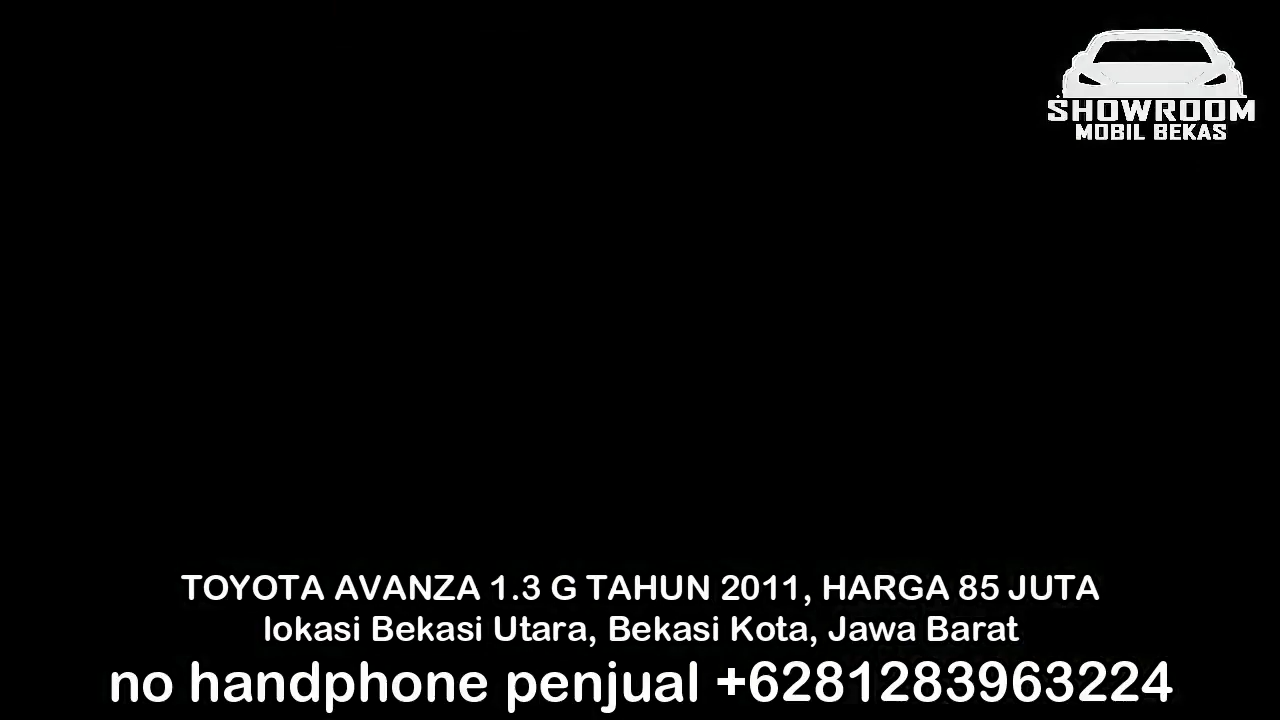 SHOWROOM
MOBIL BEKAS
TOYOTA AVANZA 1.3 G TAHUN 2011, HARGA 85 JUTA
lokasi Bekasi Utara, Bekasi Kota, Jawa Barat
no handphone penjual +6281283963224